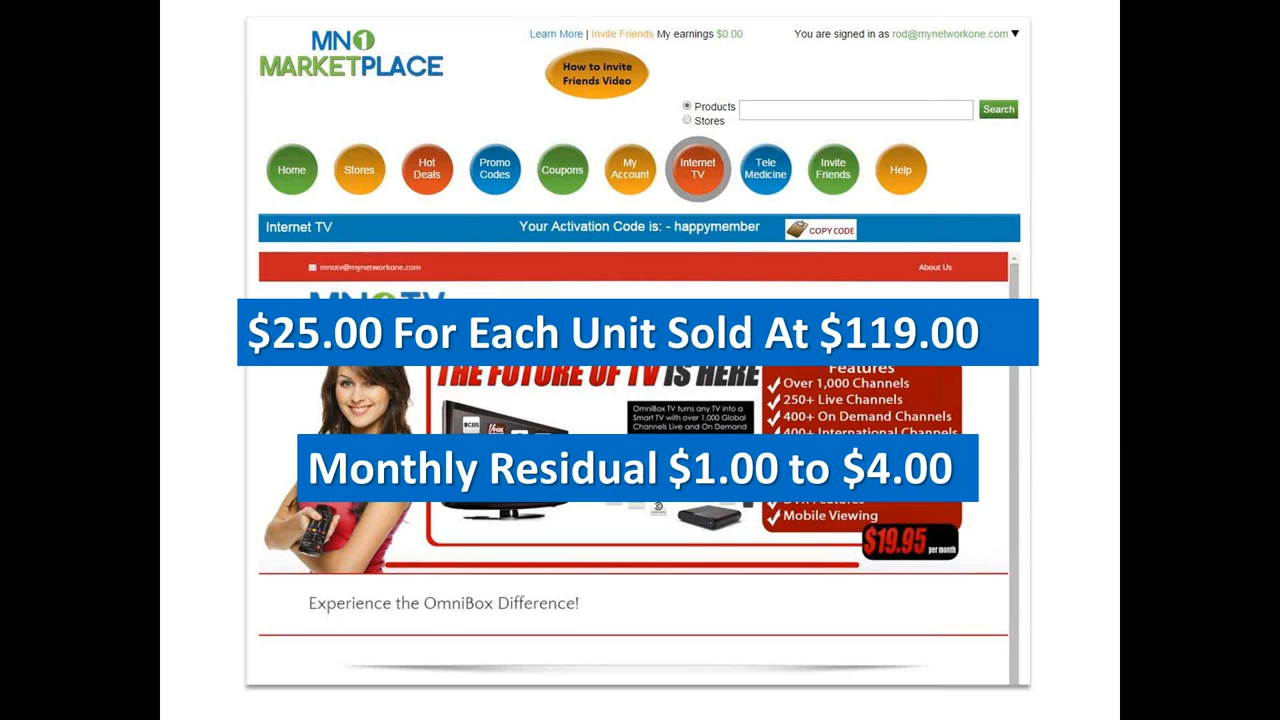 MN1
MARKETPLACE
Learn More | Invite Friends My earnings $0.00
You are signed in as rod@mynetworkone.com
How to Invite
Friends Video
Products
Stores
Search
Home
Stores
Hot
Deals
Promo
Codes
Coupons
My
Account
Internet
TV
Tele
Medicine
Invite
Friends
Help
Internet TV
Your Activation Code is: - happymember
COPY CODE
mnotv@mynetworkone.com
About Us
$25.00 For Each Unit Sold At $119.00
THE FUTURE OF TV IS HERE
Features
Over 1,000 Channels
250+ Live Channels
400+ On Demand Channels
400+ International Channels
OmniBox TV turns any TV into a
Smart TV with over 1,000 Global
Channels Live and On Demand
Monthly Residual $1.00 to $4.00
Mobile Viewing
$19.95 per month
Experience the OmniBox Difference!